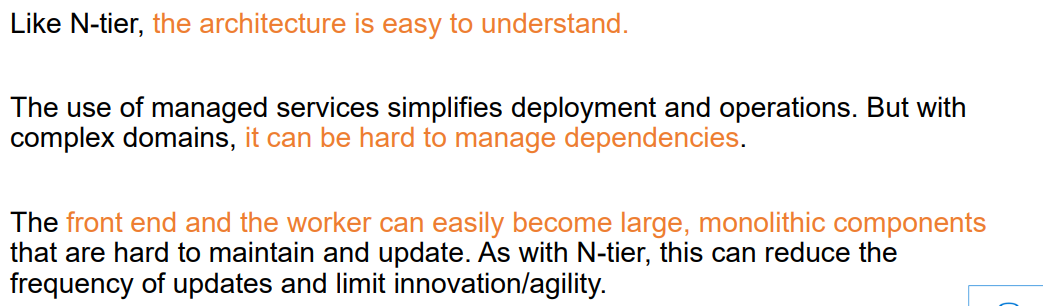 Like N-tier, the architecture is easy to understand.
The use of managed services simplifies deployment and operations. But with
complex domains, it can be hard to manage dependencies.
The front end and the worker can easily become large, monolithic components
that are hard to maintain and update. As with N-tier, this can reduce the
frequency of updates and limit innovation/agility.